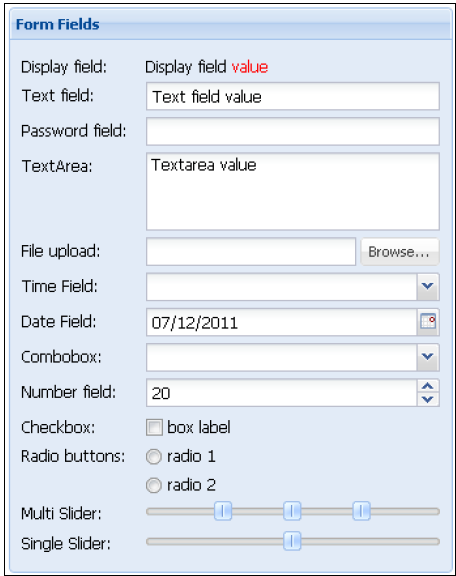 Form Fields
Display field: Display field value
Text field: Text field value
Password field:
TextArea: Textarea value
File upload: Browse...
Time Field:
Date Field: 07/12/2011
Combobox:
Number field: 20
Checkbox: box label
Radio buttons: radio 1
radio 2
Multi Slider:
Single Slider: